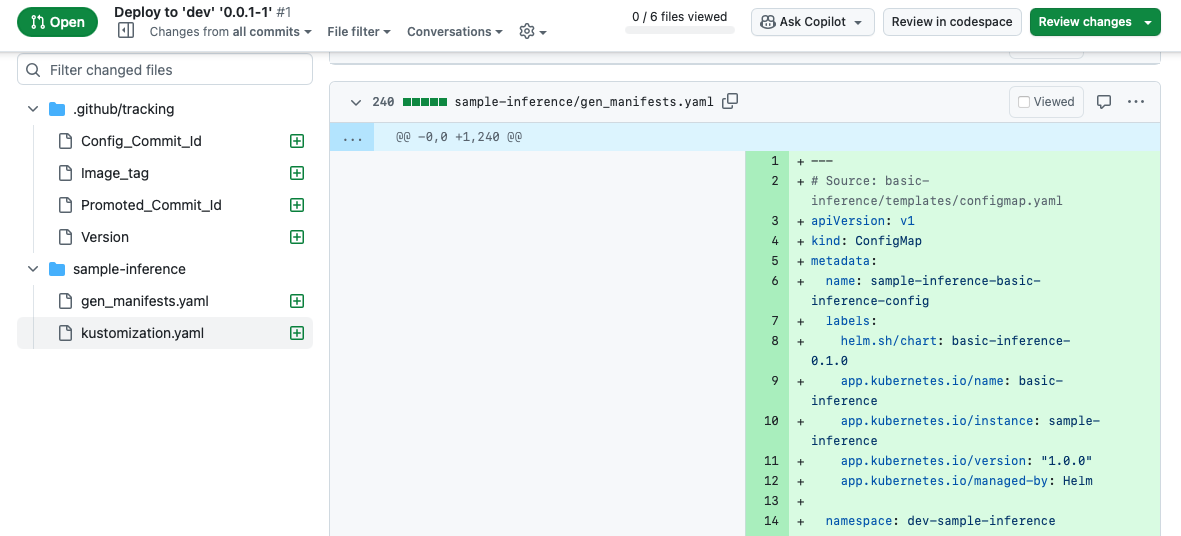 Open
Deploy to 'dev' '0.0.1-1' #1
Changes from all commits
File filter
Conversations
0 / 6 files viewed
Ask Copilot
Review in codespace
Review changes
Filter changed files
.github/tracking
Config_Commit_Id
Image_tag
Promoted_Commit_Id
Version
sample-inference
gen_manifests.yaml
kustomization.yaml
240 sample-inference/gen_manifests.yaml
Viewed
...
@@ -0,0 +1,240 @@
1 + ---
2 + # Source: basic-
inference/templates/configmap.yaml
3 + apiVersion: v1
4 + kind: ConfigMap
5 + metadata:
6 +   name: sample-inference-basic-
inference-config
7 +   labels:
8 +     helm.sh/chart: basic-inference-
0.1.0
9 +     app.kubernetes.io/name: basic-
inference
10 +     app.kubernetes.io/instance: sample-
inference
11 +     app.kubernetes.io/version: "1.0.0"
12 +     app.kubernetes.io/managed-by: Helm
13 +
14 +   namespace: dev-sample-inference